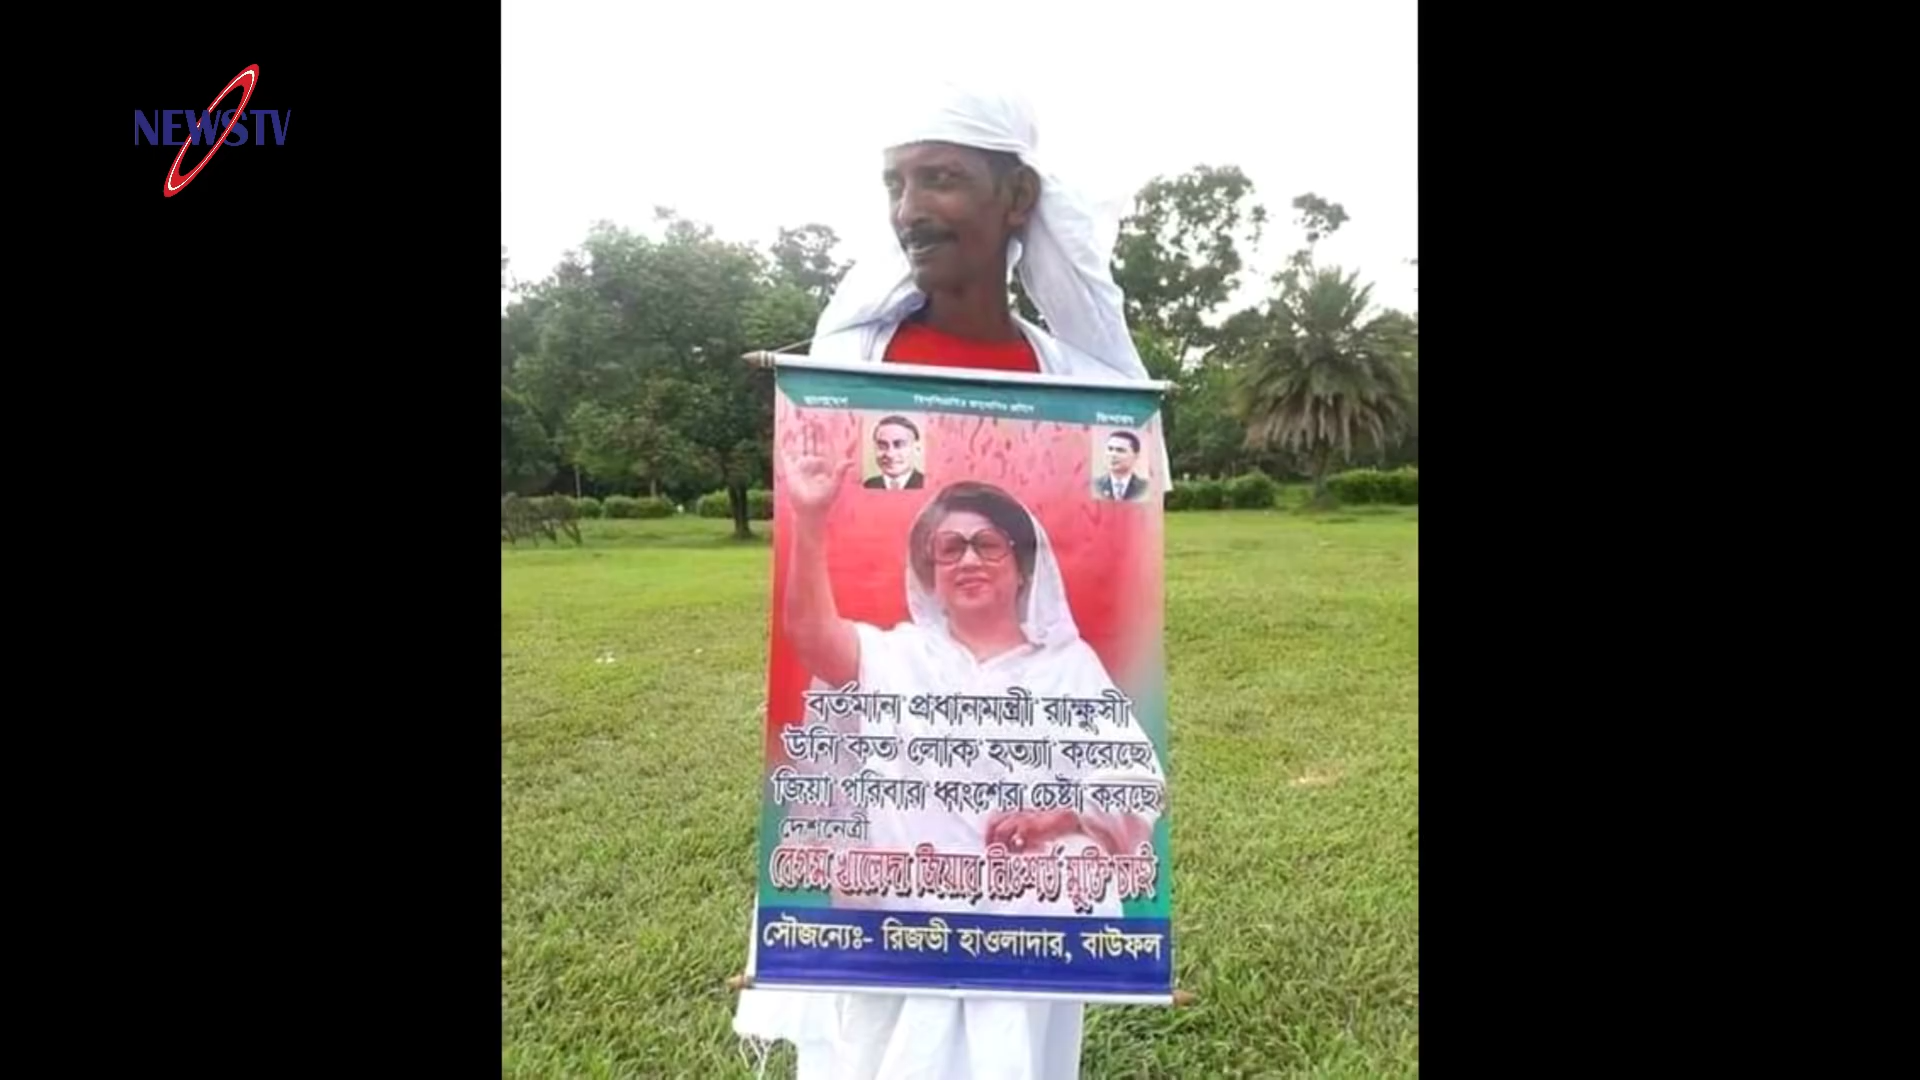 NEWSTV
বর্তমান প্রধানমন্ত্রী রাক্ষুসী
উনি কত লোক হত্যা করেছে
জিয়া পরিবার ধ্বংশের চেষ্টা করছে
দেশনেত্রী
বেগম খালেদা জিয়ার নিঃশর্ত মুক্তি চাই
সৌজন্যেঃ- রিজভী হাওলাদার, বাউফল